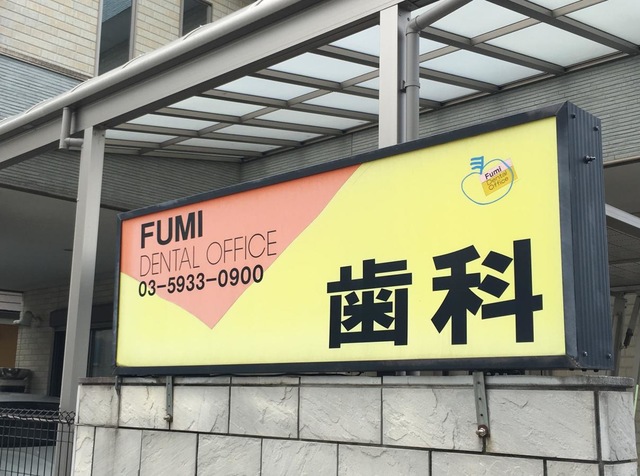 FUMI
DENTAL OFFICE
03-5933-0900
歯科
Fumi
Dental
Office